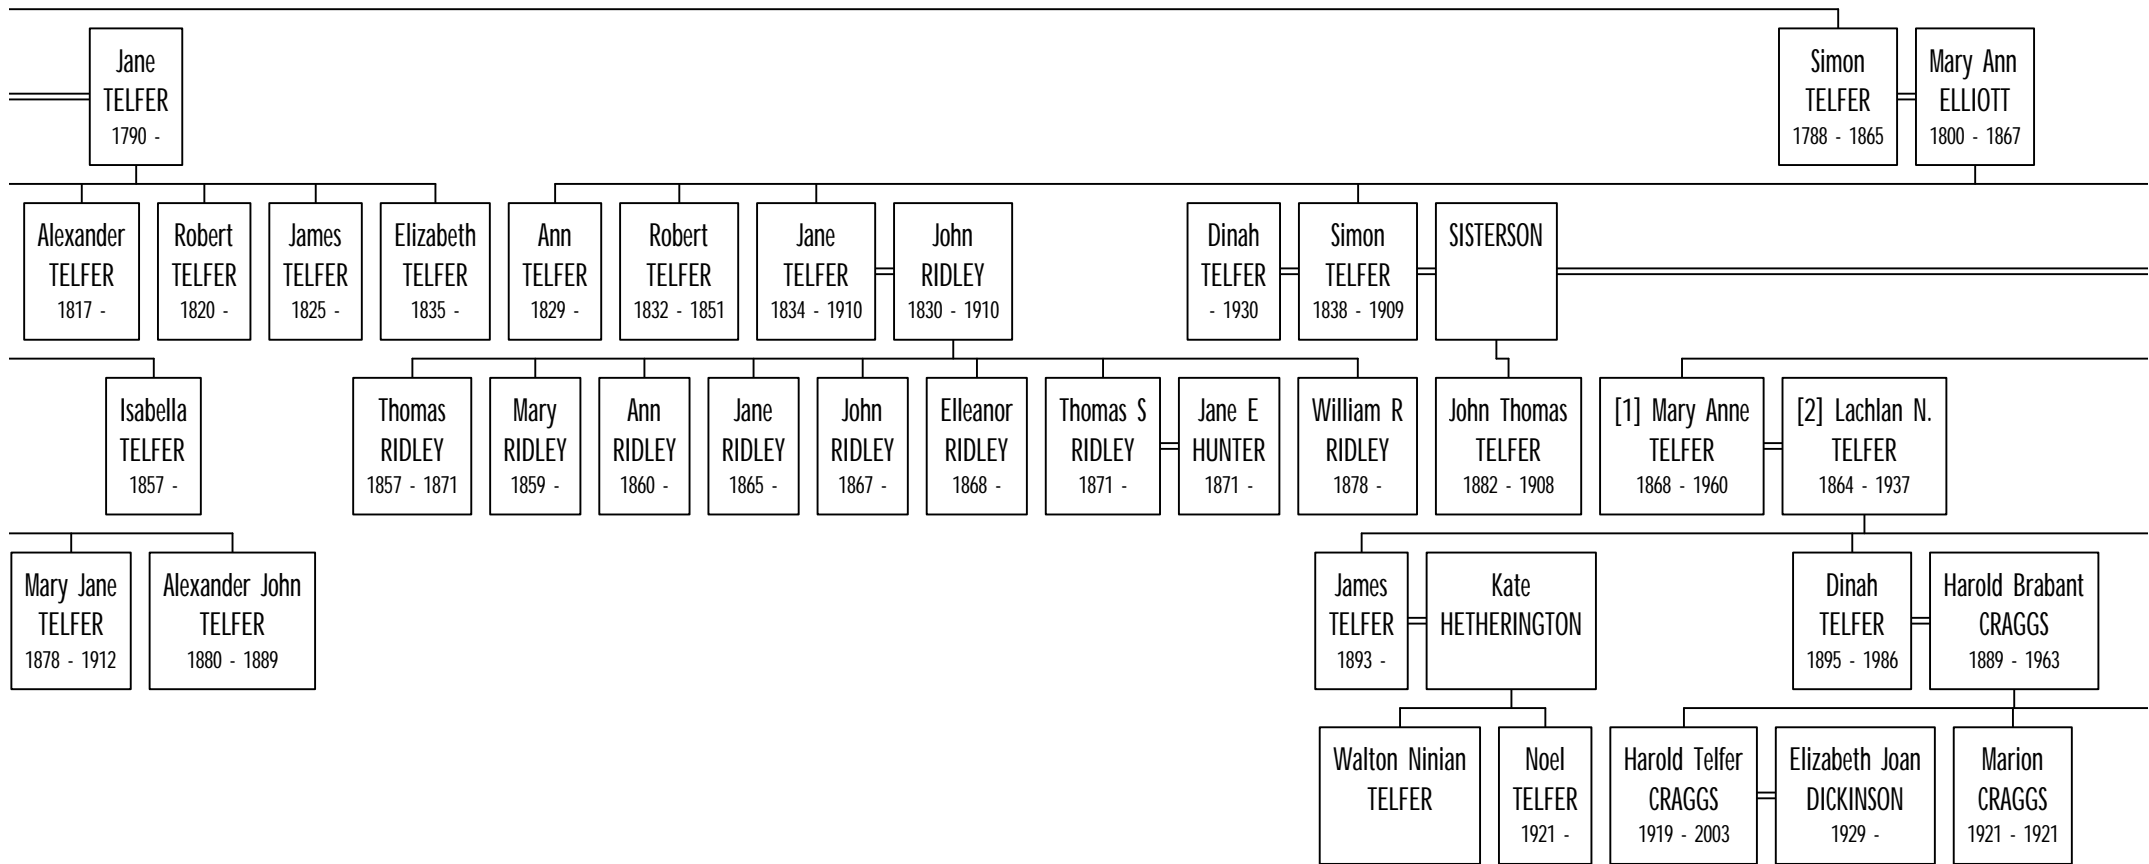 Jane
TELFER
1790 -
Simon
TELFER
1788 - 1865
Mary Ann
ELLIOTT
1800 - 1867
Alexander
TELFER
1817 -
Robert
TELFER
1820 -
James
TELFER
1825 -
Elizabeth
TELFER
1835 -
Ann
TELFER
1829 -
Robert
TELFER
1832 - 1851
Jane
TELFER
1834 - 1910
John
RIDLEY
1830 - 1910
Dinah
TELFER
- 1930
Simon
TELFER
1838 - 1909
SISTERSON
Isabella
TELFER
1857 -
Thomas
RIDLEY
1857 - 1871
Mary
RIDLEY
1859 -
Ann
RIDLEY
1860 -
Jane
RIDLEY
1865 -
John
RIDLEY
1867 -
Elleanor
RIDLEY
1868 -
Thomas S
RIDLEY
1871 -
Jane E
HUNTER
1871 -
William R
RIDLEY
1878 -
John Thomas
TELFER
1882 - 1908
[1] Mary Anne
TELFER
1868 - 1960
[2] Lachlan N.
TELFER
1864 - 1937
Mary Jane
TELFER
1878 - 1912
Alexander John
TELFER
1880 - 1889
James
TELFER
1893 -
Kate
HETHERINGTON
Dinah
TELFER
1895 - 1986
Harold Brabant
CRAGGS
1889 - 1963
Walton Ninian
TELFER
Noel
TELFER
1921 -
Harold Telfer
CRAGGS
1919 - 2003
Elizabeth Joan
DICKINSON
1929 -
Marion
CRAGGS
1921 - 1921